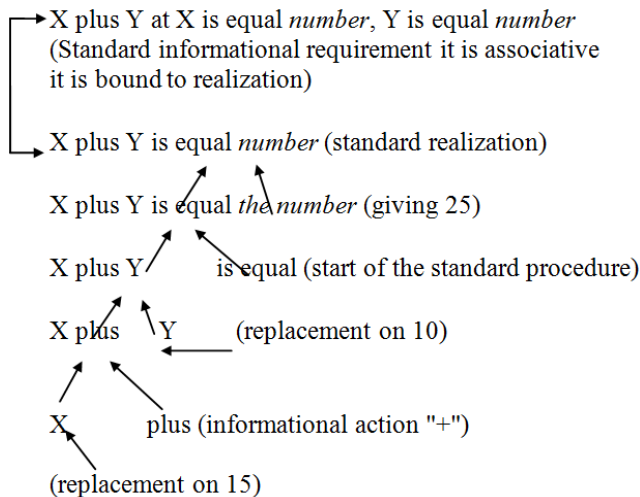 X plus Y at X is equal number, Y is equal number
(Standard informational requirement it is associative
it is bound to realization)
X plus Y is equal number (standard realization)
X plus Y is equal the number (giving 25)
X plus Y is equal (start of the standard procedure)
X plus Y (replacement on 10)
X plus (informational action "+")
(replacement on 15)